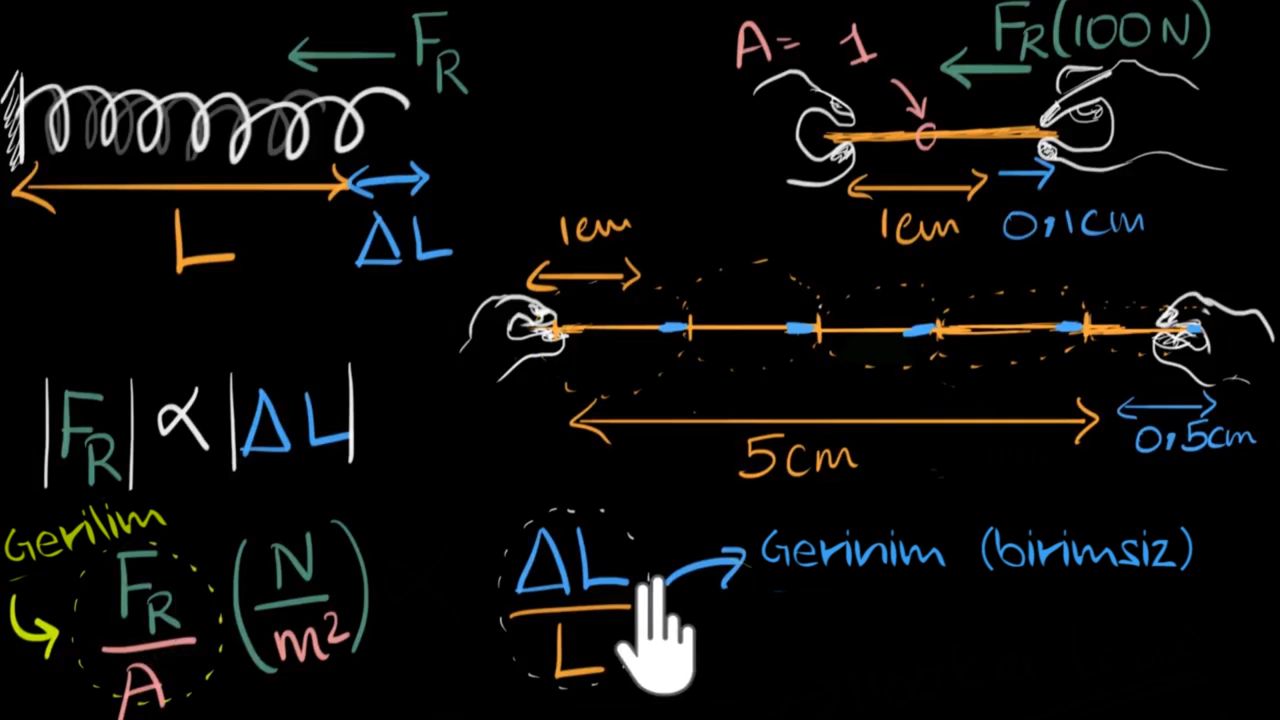 F_R
L
ΔL
A = 1
F_R (100N)
1cm
0,1cm
1cm
5cm
0,5cm
|F_R| ∝ |ΔL|
Gerilim
F_R / A (N / m²)
ΔL / L
Gerinim (birimsiz)